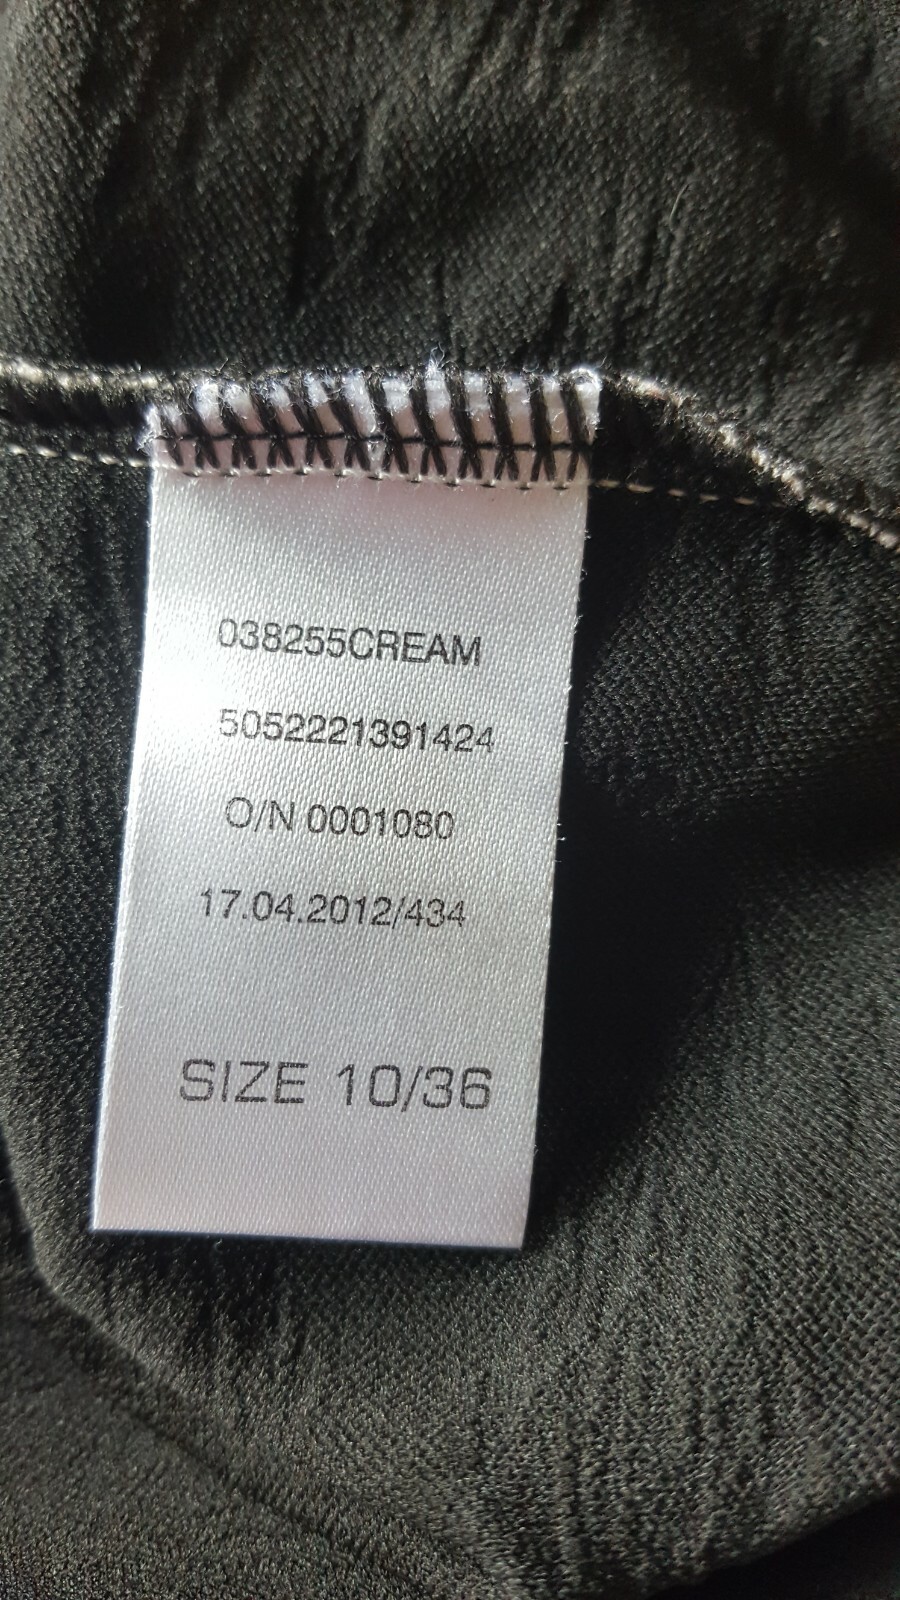 038255CREAM
5052221391424
O/N 0001080
17.04.2012/434
SIZE 10/36